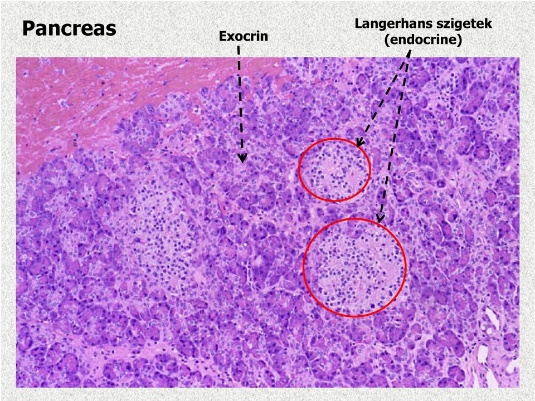 Pancreas
Exocrin
Langerhans szigetek
(endocrine)